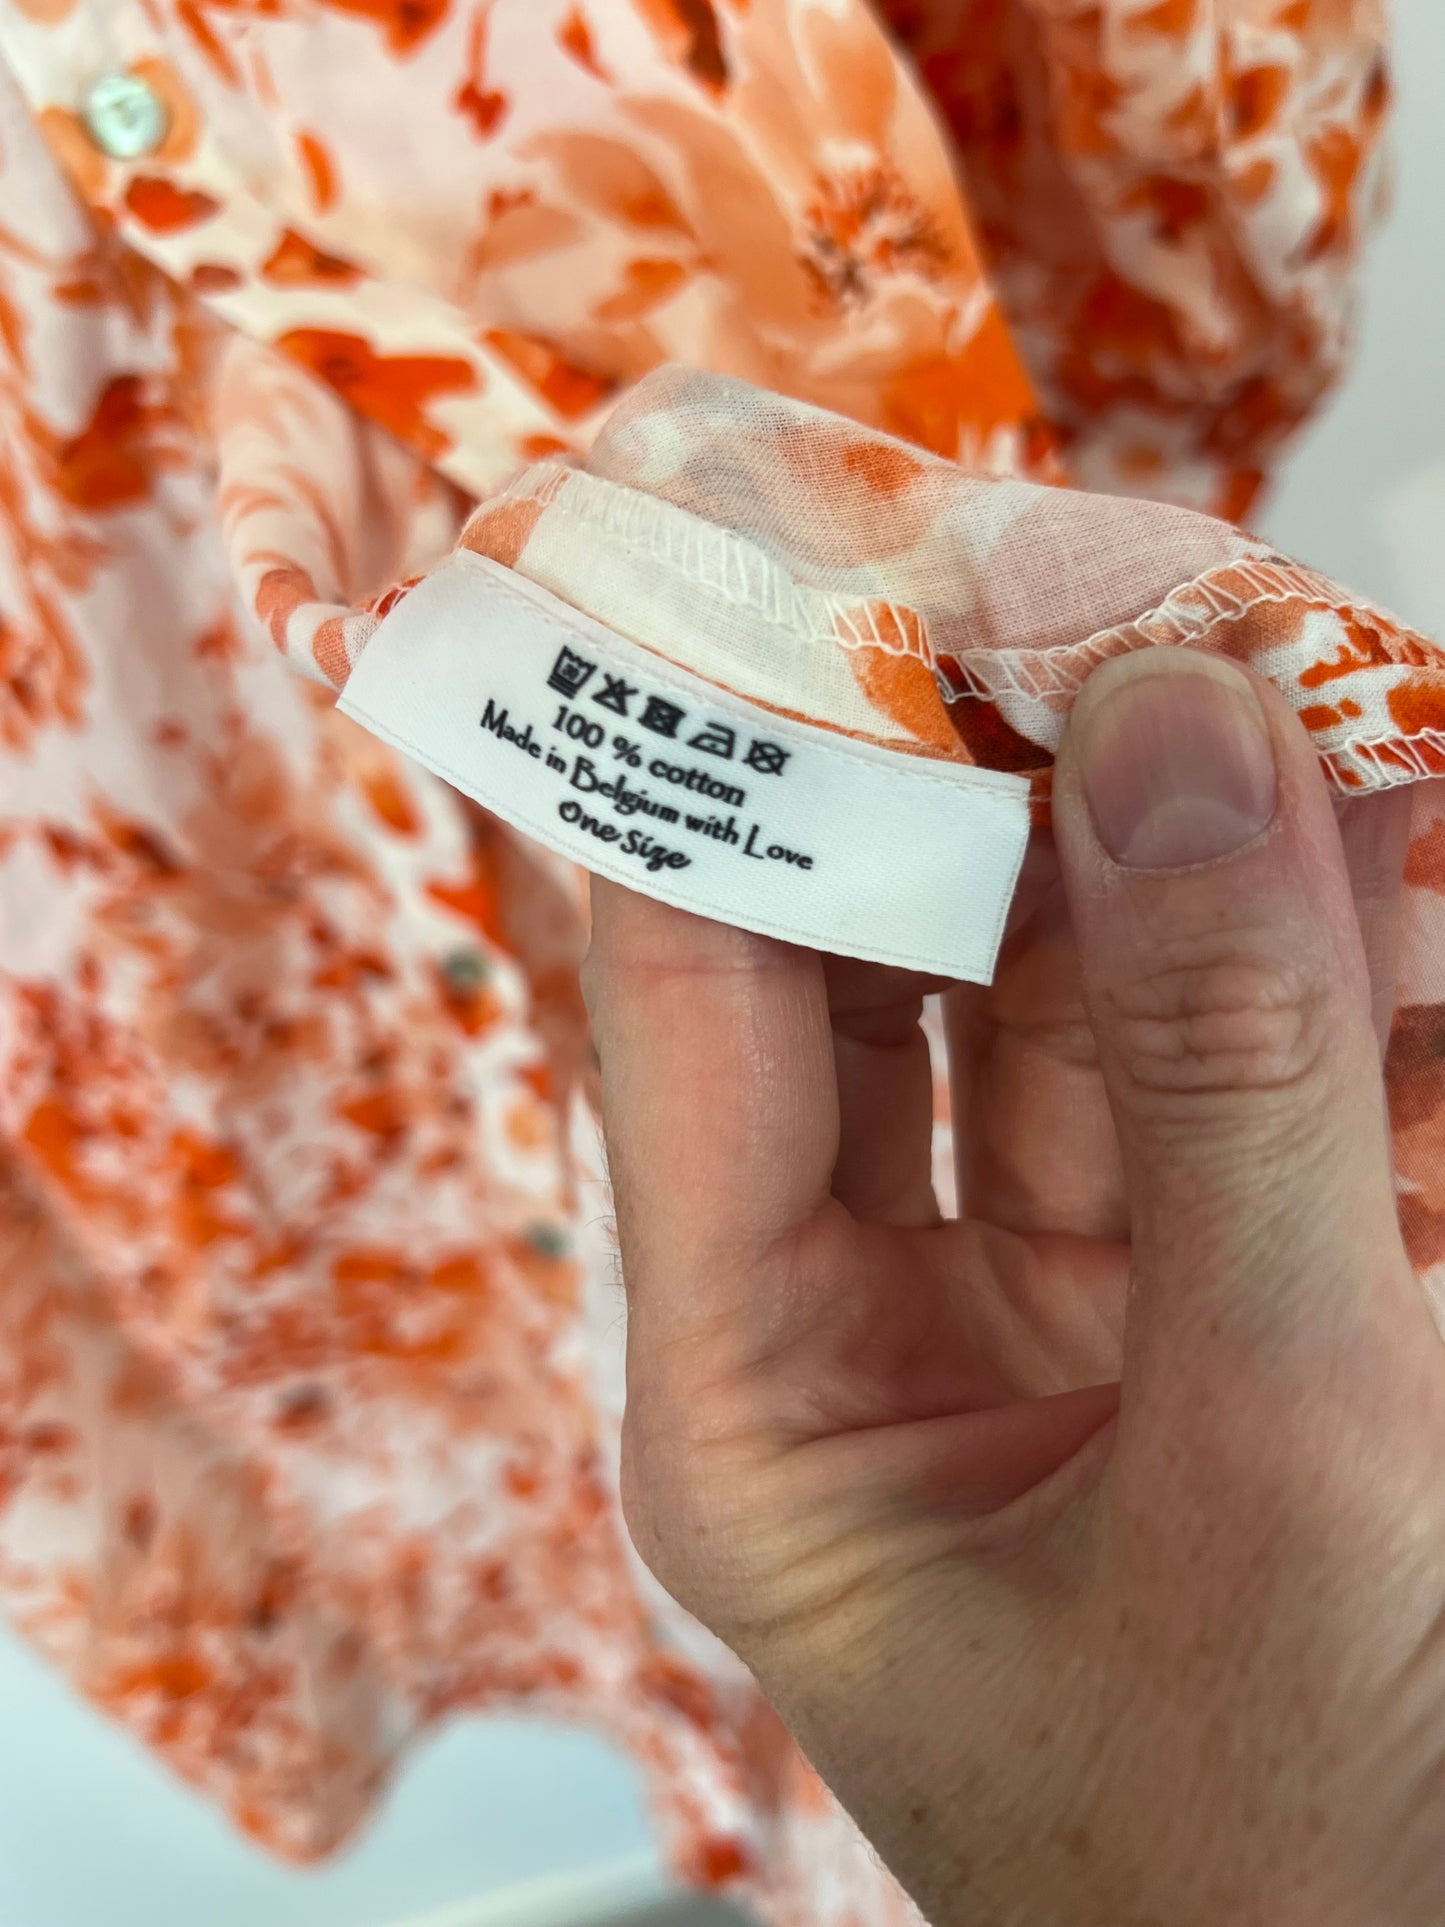 100 % cotton
Made in Belgium with Love
One Size